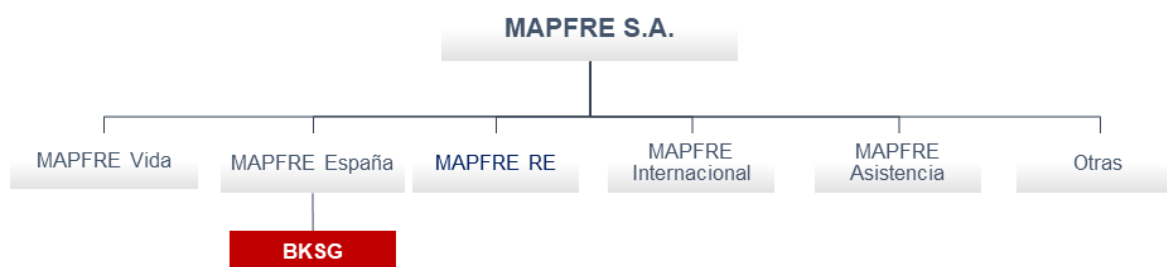 MAPFRE S.A.
MAPFRE Vida
MAPFRE España
MAPFRE RE
MAPFRE
Internacional
MAPFRE
Asistencia
Otras
BKSG